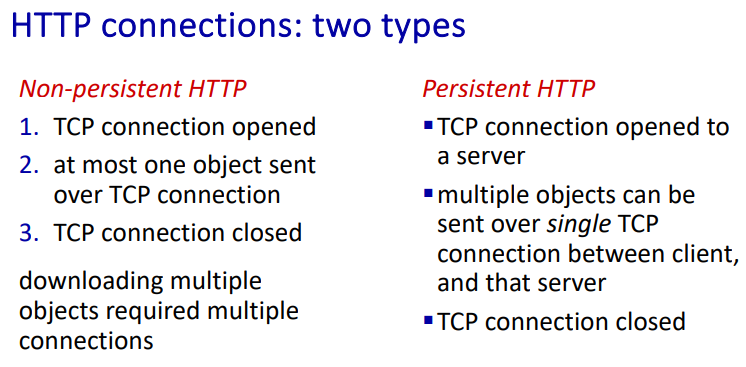 HTTP connections: two types
Non-persistent HTTP
1. TCP connection opened
2. at most one object sent
over TCP connection
3. TCP connection closed
downloading multiple
objects required multiple
connections
Persistent HTTP
▪TCP connection opened to
a server
▪multiple objects can be
sent over single TCP
connection between client,
and that server
▪TCP connection closed